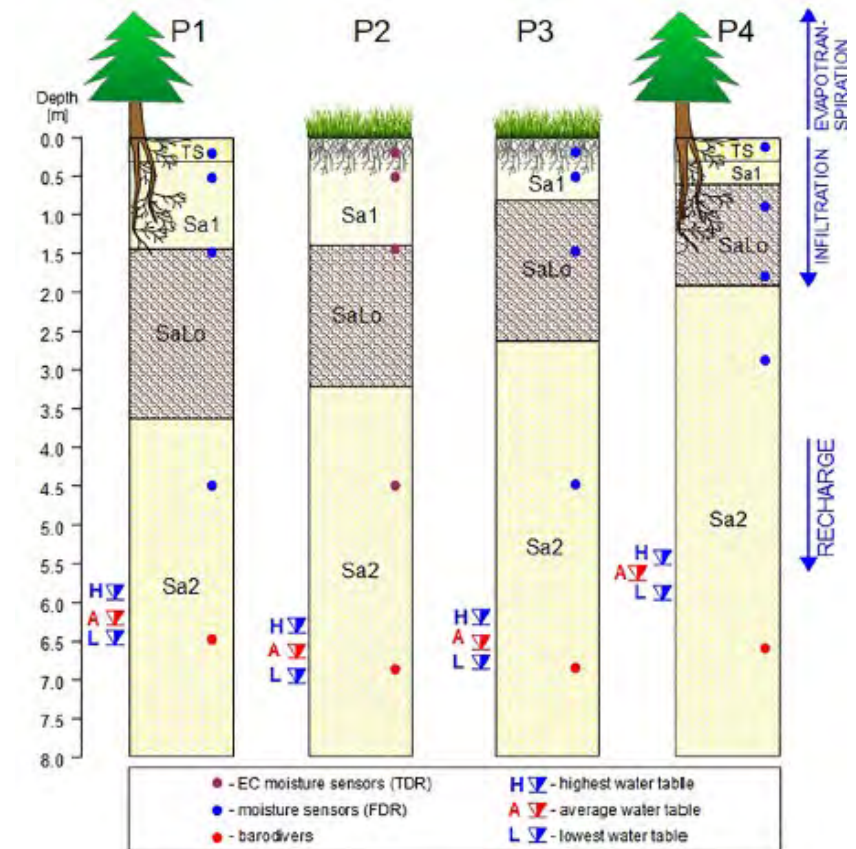 P1 P2 P3 P4
EVAPOTRAN-
SPIRATION
INFILTRATION
RECHARGE
Depth
[m]
0.0
0.5
1.0
1.5
2.0
2.5
3.0
3.5
4.0
4.5
5.0
5.5
6.0
6.5
7.0
7.5
8.0
TS
Sa1
SaLo
Sa2
H
A
L
Sa1
SaLo
Sa2
H
A
L
Sa1
SaLo
Sa2
H
A
L
TS
Sa1
SaLo
Sa2
H
A
L
- EC moisture sensors (TDR)
- moisture sensors (FDR)
- barodivers
H - highest water table
A - average water table
L - lowest water table